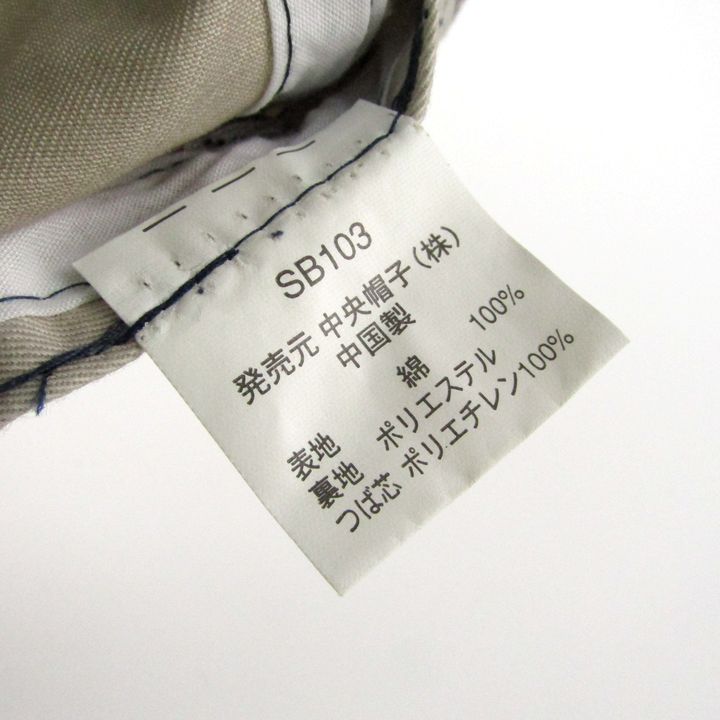 SB103
発売元 中央帽子(株)
中国製
表地 綿 100%
裏地 ポリエステル
つば芯 ポリエチレン100%